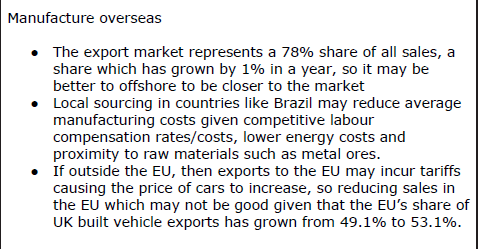 Manufacture overseas
● The export market represents a 78% share of all sales, a
share which has grown by 1% in a year, so it may be
better to offshore to be closer to the market
● Local sourcing in countries like Brazil may reduce average
manufacturing costs given competitive labour
compensation rates/costs, lower energy costs and
proximity to raw materials such as metal ores.
● If outside the EU, then exports to the EU may incur tariffs
causing the price of cars to increase, so reducing sales in
the EU which may not be good given that the EU's share of
UK built vehicle exports has grown from 49.1% to 53.1%.